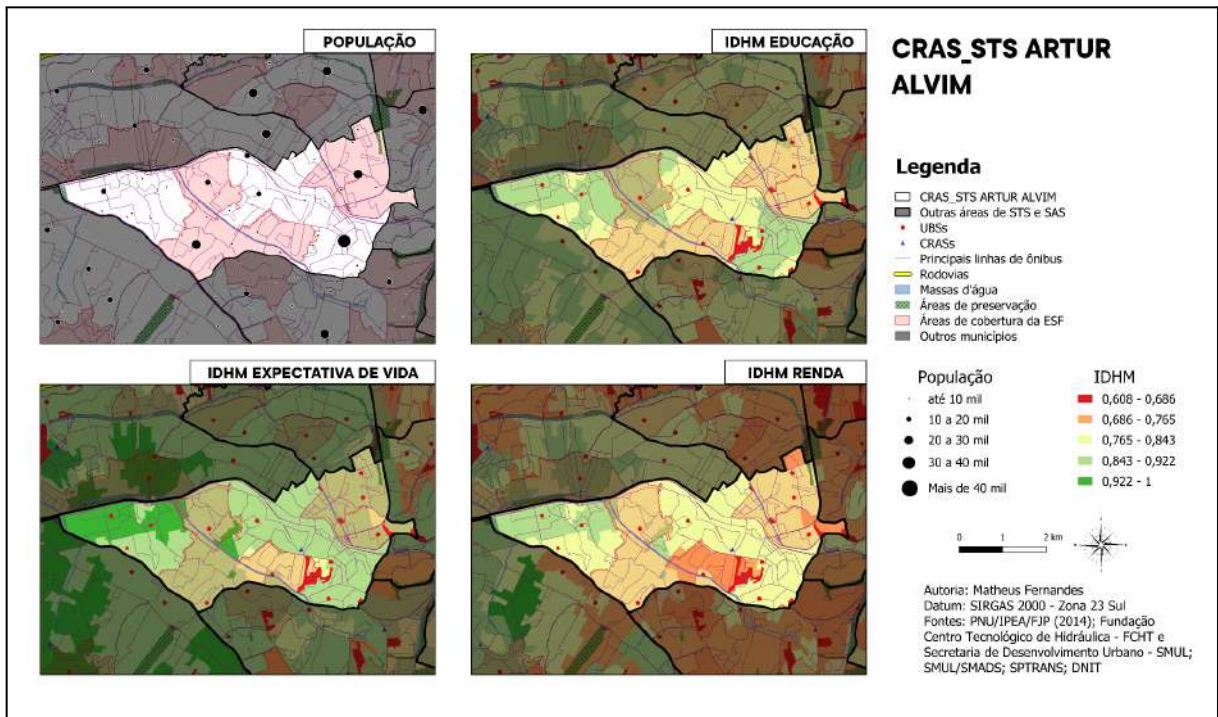 POPULAÇÃO
IDHM EDUCAÇÃO
IDHM EXPECTATIVA DE VIDA
IDHM RENDA
CRAS_STS ARTUR
ALVIM
Legenda
CRAS_STS ARTUR ALVIM
Outras áreas de STS e SAS
UBSs
CRASs
Principais linhas de ônibus
Rodovias
Massas d'água
Áreas de preservação
Áreas de cobertura da ESF
Outros municípios
População
até 10 mil
10 a 20 mil
20 a 30 mil
30 a 40 mil
Mais de 40 mil
IDHM
0,608 - 0,686
0,686 - 0,765
0,765 - 0,843
0,843 - 0,922
0,922 - 1
0 1 2 km
Autoria: Matheus Fernandes
Datum: SIRGAS 2000 - Zona 23 Sul
Fontes: PNU/IPEA/FJP (2014); Fundação
Centro Tecnológico de Hidráulica - FCHT e
Secretaria de Desenvolvimento Urbano - SMUL;
SMUL/SMADS; SPTRANS; DNIT